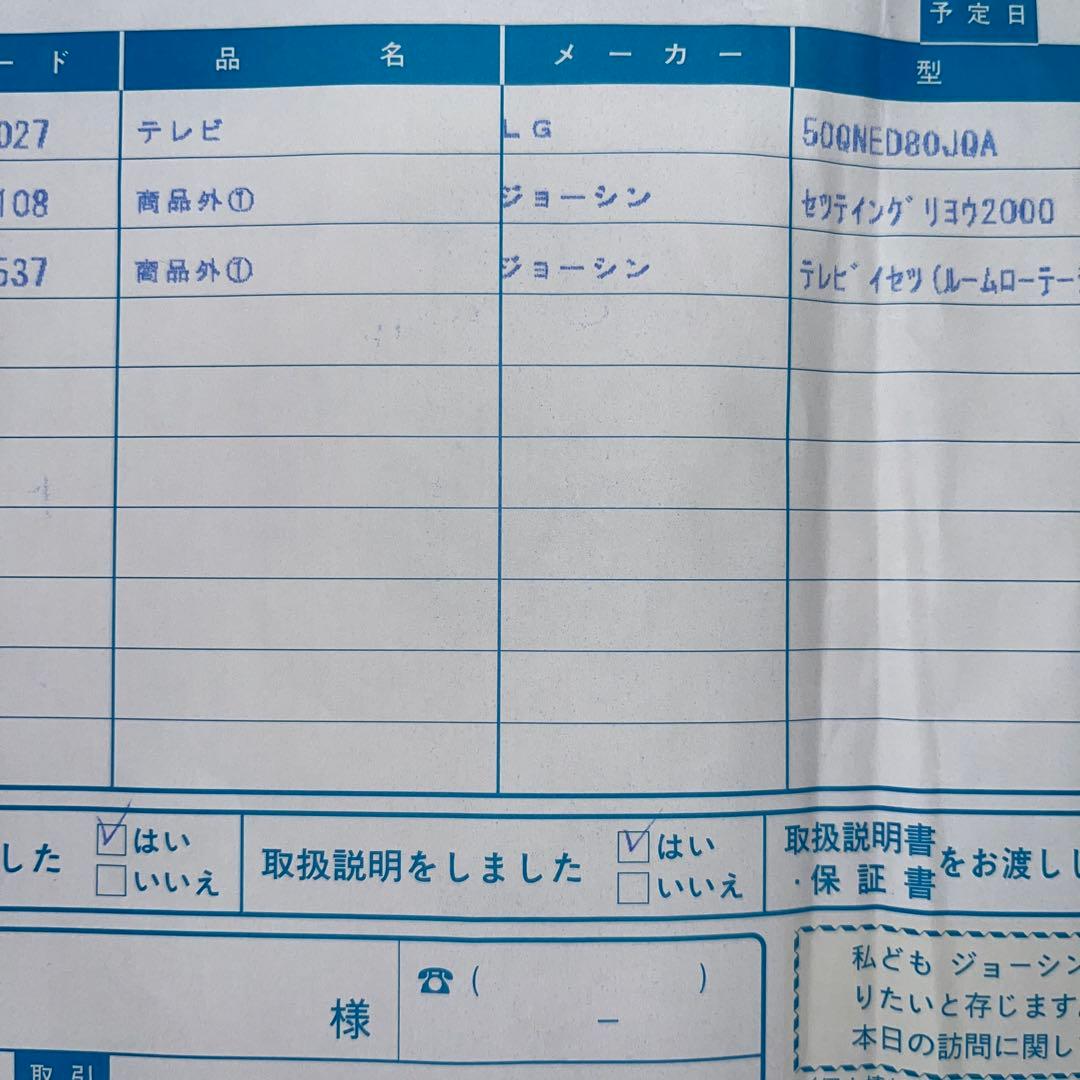 予定日
ード 品名 メーカー 型
027 テレビ LG 50QNED80JQA
108 商品外① ジョーシン セツテイングリヨウ2000
537 商品外① ジョーシン テレビイセツ(ルームローテー
した はい いいえ
取扱説明をしました はい いいえ
取扱説明書・保証書をお渡しし
様
☎( ) −
私ども ジョーシン
りたいと存じます
本日の訪問に関し
取引